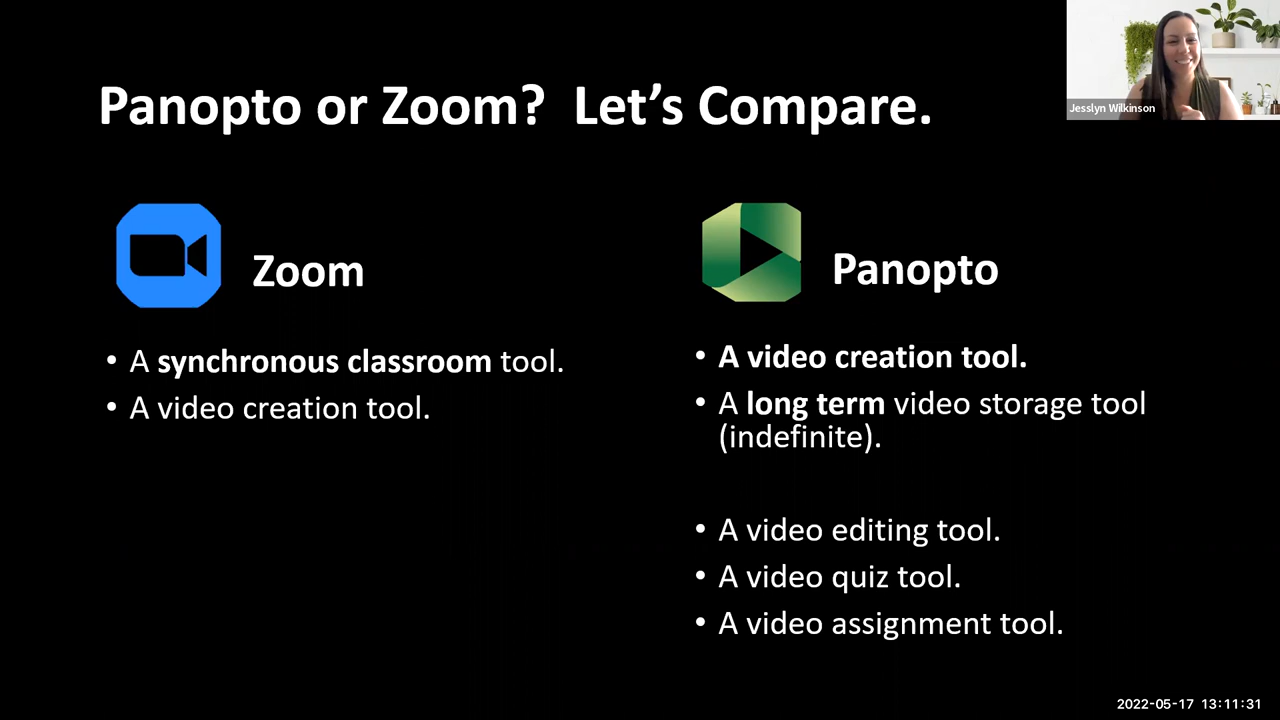 Panopto or Zoom?  Let's Compare.
Jesslyn Wilkinson
Zoom
• A synchronous classroom tool.
• A video creation tool.
Panopto
• A video creation tool.
• A long term video storage tool
(indefinite).
• A video editing tool.
• A video quiz tool.
• A video assignment tool.
2022-05-17 13:11:31